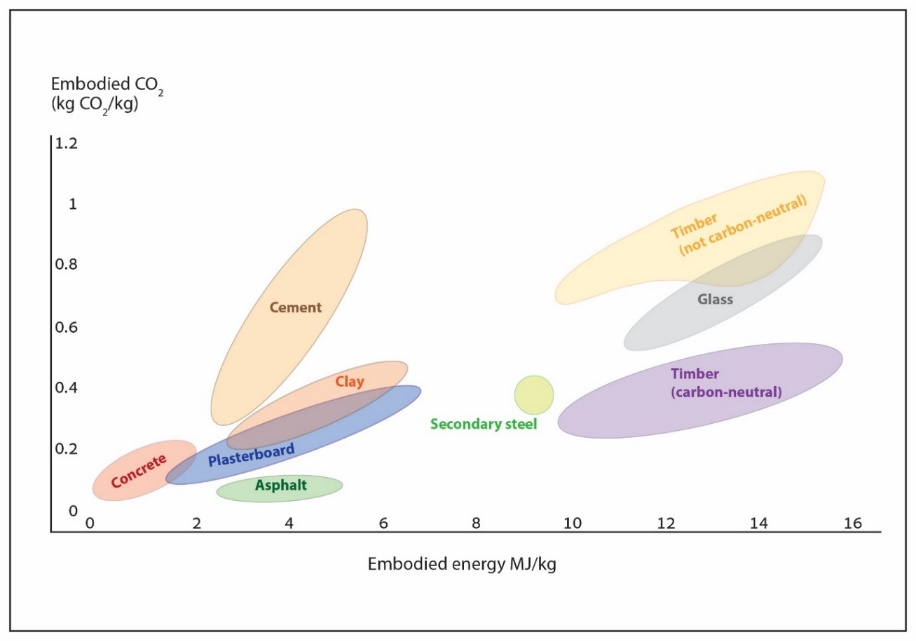 Embodied CO₂
(kg CO₂/kg)
1.2
1
0.8
0.6
0.4
0.2
0
Timber
(not carbon-neutral)
Glass
Cement
Timber
(carbon-neutral)
Clay
Secondary steel
Plasterboard
Concrete
Asphalt
0 2 4 6 8 10 12 14 16
Embodied energy MJ/kg